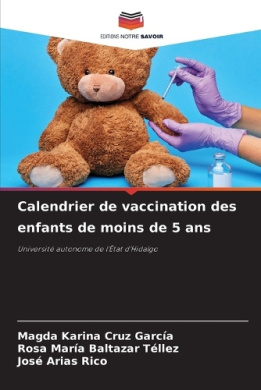 EDITIONS NOTRE SAVOIR
Calendrier de vaccination des
enfants de moins de 5 ans
Université autonome de l'État d'Hidalgo
Magda Karina Cruz García
Rosa María Baltazar Téllez
José Arias Rico